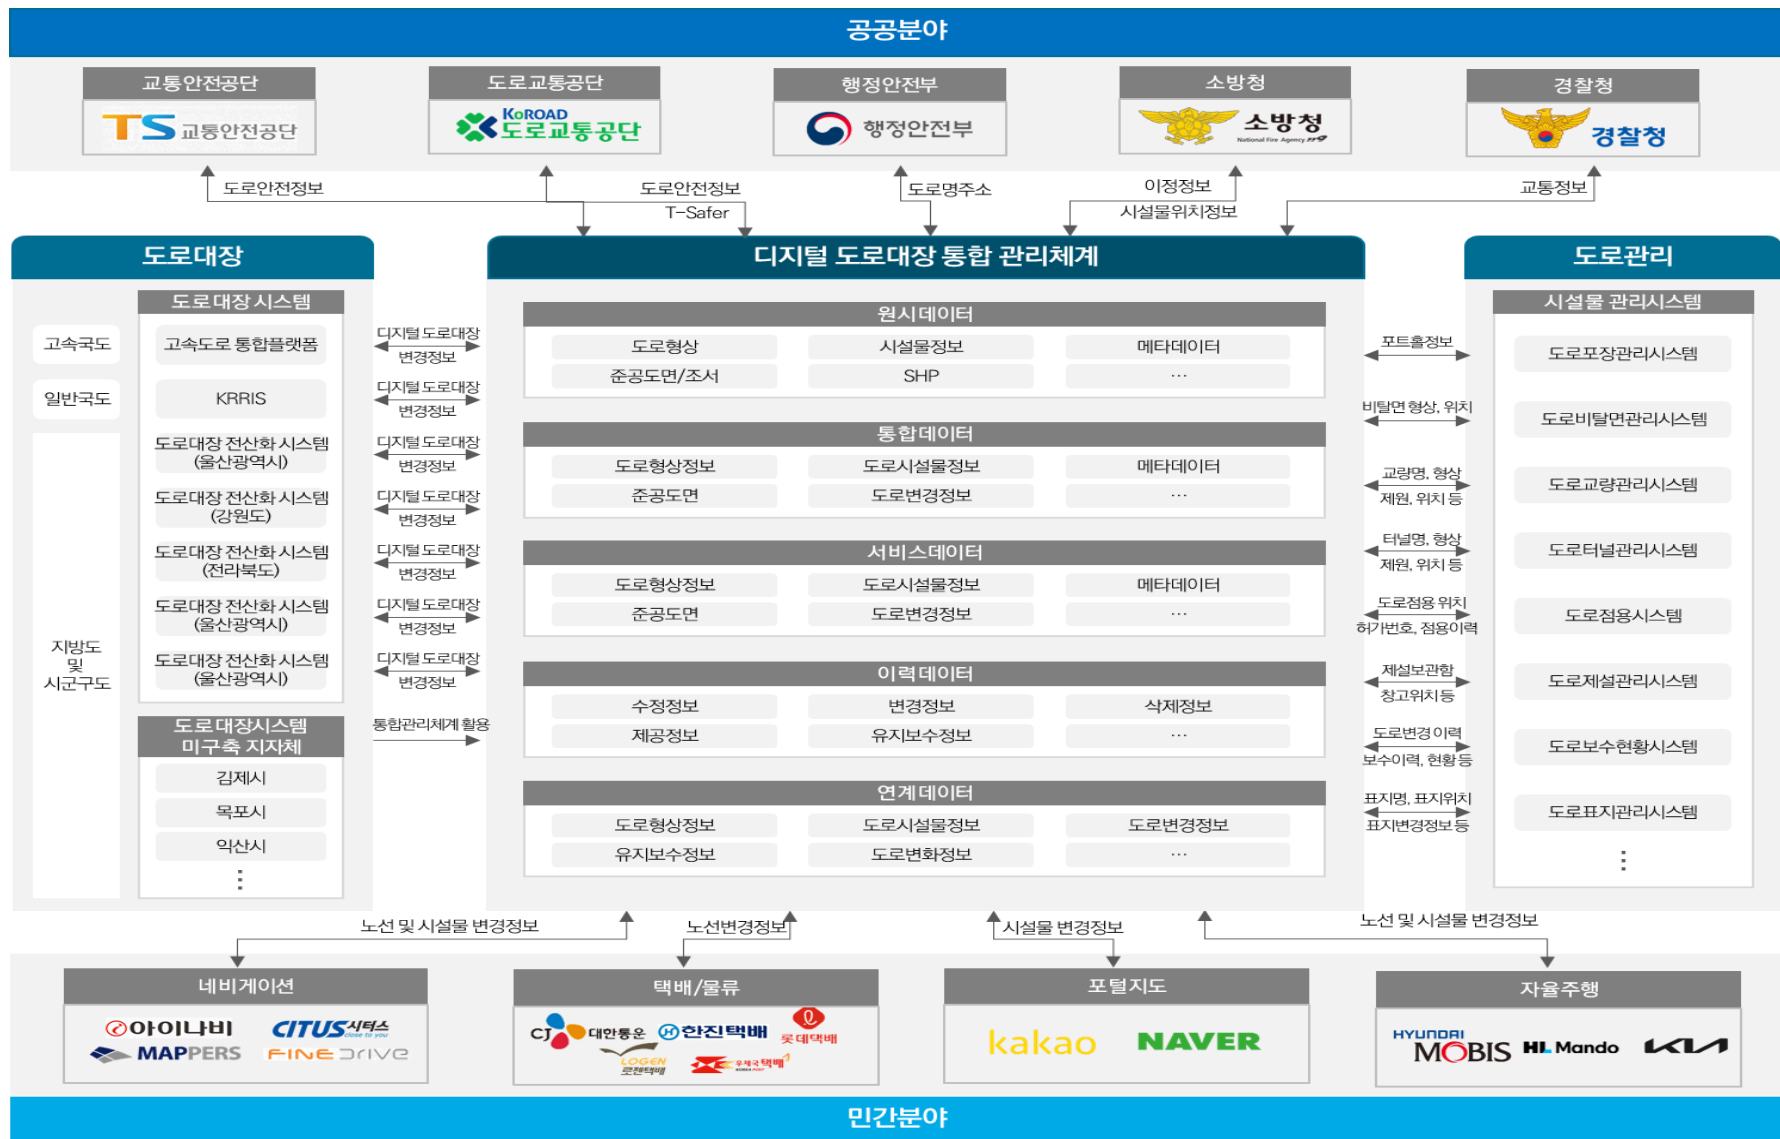 공공분야
교통안전공단
TS 교통안전공단
도로교통공단
KoROAD
도로교통공단
행정안전부
행정안전부
소방청
소방청
National Fire Agency 119
경찰청
경찰청
도로안전정보
도로안전정보
T-Safer
도로명주소
이정정보
시설물위치정보
교통정보
도로대장
도로대장 시스템
고속국도
고속도로 통합플랫폼
일반국도
KRRIS
지방도
및
시군구도
도로대장 전산화 시스템
(울산광역시)
도로대장 전산화 시스템
(강원도)
도로대장 전산화 시스템
(전라북도)
도로대장 전산화 시스템
(울산광역시)
도로대장 전산화 시스템
(울산광역시)
도로대장시스템
미구축 지자체
김제시
목포시
익산시
⋮
디지털 도로대장
변경정보
디지털 도로대장
변경정보
디지털 도로대장
변경정보
디지털 도로대장
변경정보
디지털 도로대장
변경정보
디지털 도로대장
변경정보
디지털 도로대장
변경정보
통합관리체계 활용
디지털 도로대장 통합 관리체계
원시데이터
도로형상 시설물정보 메타데이터
준공도면/조서 SHP …
통합데이터
도로형상정보 도로시설물정보 메타데이터
준공도면 도로변경정보 …
서비스데이터
도로형상정보 도로시설물정보 메타데이터
준공도면 도로변경정보 …
이력데이터
수정정보 변경정보 삭제정보
제공정보 유지보수정보 …
연계데이터
도로형상정보 도로시설물정보 도로변경정보
유지보수정보 도로변화정보 …
포트홀정보
비탈면 형상, 위치
교량명, 형상
제원, 위치 등
터널명, 형상
제원, 위치 등
도로점용 위치
허가번호, 점용이력
제설보관함
창고위치 등
도로변경 이력
보수이력, 현황 등
표지명, 표지위치
표지변경정보 등
도로관리
시설물 관리시스템
도로포장관리시스템
도로비탈면관리시스템
도로교량관리시스템
도로터널관리시스템
도로점용시스템
도로제설관리시스템
도로보수현황시스템
도로표지관리시스템
⋮
노선 및 시설물 변경정보
노선변경정보
시설물 변경정보
노선 및 시설물 변경정보
네비게이션
아이나비
CITUS 시터스
close to you
MAPPERS
FINE DRIVE
택배/물류
CJ 대한통운
한진택배
롯데택배
LOGEN
로젠택배
우체국택배
KOREA POST
포털지도
kakao
NAVER
자율주행
HYUNDAI
MOBIS
HL Mando
KIA
민간분야